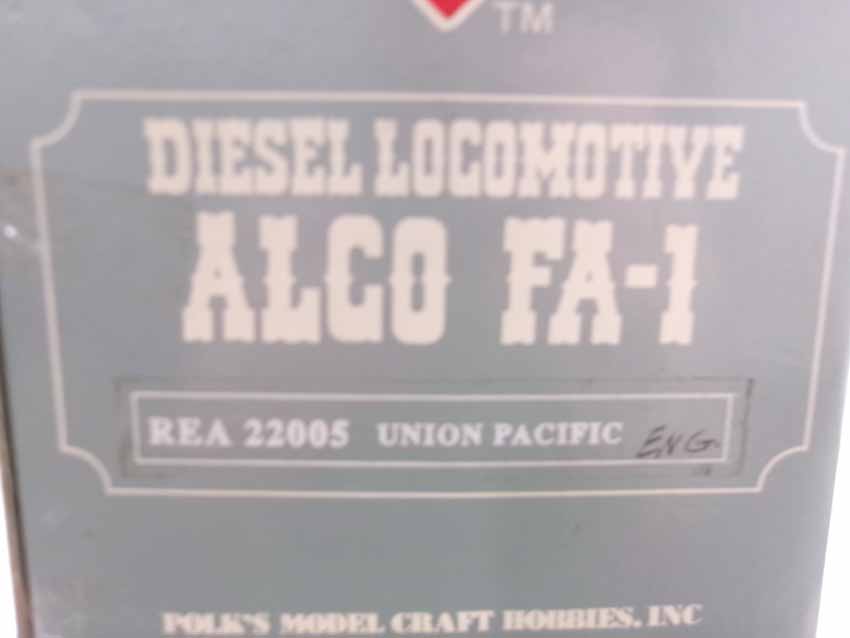 TM
DIESEL LOCOMOTIVE
ALCO FA-1
REA 22005 UNION PACIFIC ENG.
POLK'S MODEL CRAFT HOBBIES, INC